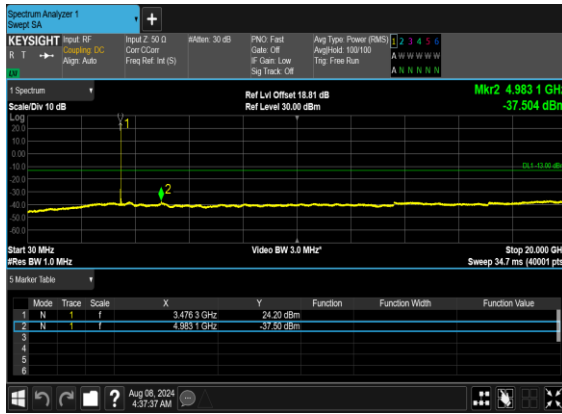 Spectrum Analyzer 1
Swept SA
+
KEYSIGHT Input: RF Input Z: 50 Ω #Atten: 30 dB PNO: Fast Avg Type: Power (RMS) 1 2 3 4 5 6
R T Coupling: DC Corr CCorr Gate: Off Avg|Hold: 100/100 A W W W W W
Align: Auto Freq Ref: Int (S) IF Gain: Low Trig: Free Run
Sig Track: Off A N N N N N
LXI
1 Spectrum
Ref Lvl Offset 18.81 dB Mkr2 4.983 1 GHz
Scale/Div 10 dB Ref Level 30.00 dBm -37.504 dBm
Log
20.0
1
10.0
0.00
-10.0
DL1 -13.00 dBm
-20.0
-30.0
2
-40.0
-50.0
-60.0
Start 30 MHz Video BW 3.0 MHz* Stop 20.000 GHz
#Res BW 1.0 MHz Sweep 34.7 ms (40001 pts)
5 Marker Table
Mode Trace Scale X Y Function Function Width Function Value
1 N 1 f 3.476 3 GHz 24.20 dBm
2 N 1 f 4.983 1 GHz -37.50 dBm
3
4
5
6
? Aug 08, 2024
4:37:37 AM